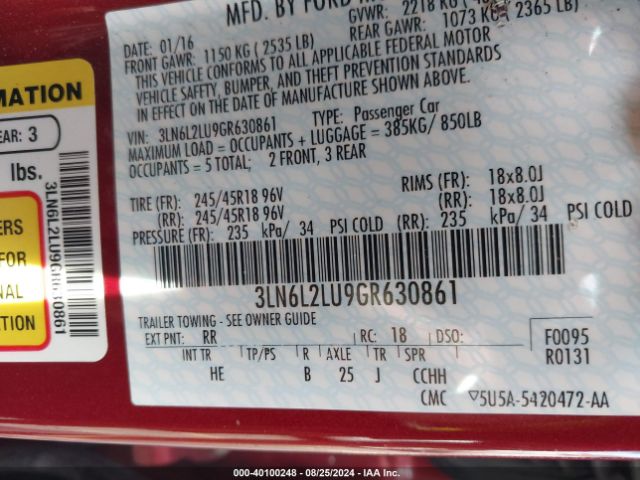 MFD. BY FORD
GVWR: 2218 KG
DATE: 01/16
REAR GAWR: 1073 KG ( 2365 LB)
FRONT GAWR: 1150 KG ( 2535 LB)
THIS VEHICLE CONFORMS TO ALL APPLICABLE FEDERAL MOTOR
VEHICLE SAFETY, BUMPER, AND THEFT PREVENTION STANDARDS
IN EFFECT ON THE DATE OF MANUFACTURE SHOWN ABOVE.
VIN: 3LN6L2LU9GR630861 TYPE: Passenger Car
MAXIMUM LOAD = OCCUPANTS + LUGGAGE = 385KG/ 850LB
OCCUPANTS = 5 TOTAL; 2 FRONT, 3 REAR
TIRE (FR): 245/45R18 96V RIMS (FR): 18x8.0J
(RR): 245/45R18 96V (RR): 18x8.0J
PRESSURE (FR): 235 kPa/ 34 PSI COLD (RR): 235 kPa/ 34 PSI COLD
3LN6L2LU9GR630861
TRAILER TOWING - SEE OWNER GUIDE
EXT PNT: RR RC: 18 DSO: F0095
INT TR TP/PS R AXLE TR SPR R0131
HE B 25 J CCHH
CMC 5U5A-5420472-AA
MATION
EAR: 3
lbs.
ERS
FOR
NAL
TION
3LN6L2LU9GR630861
000-40100248 - 08/25/2024 - IAA Inc.